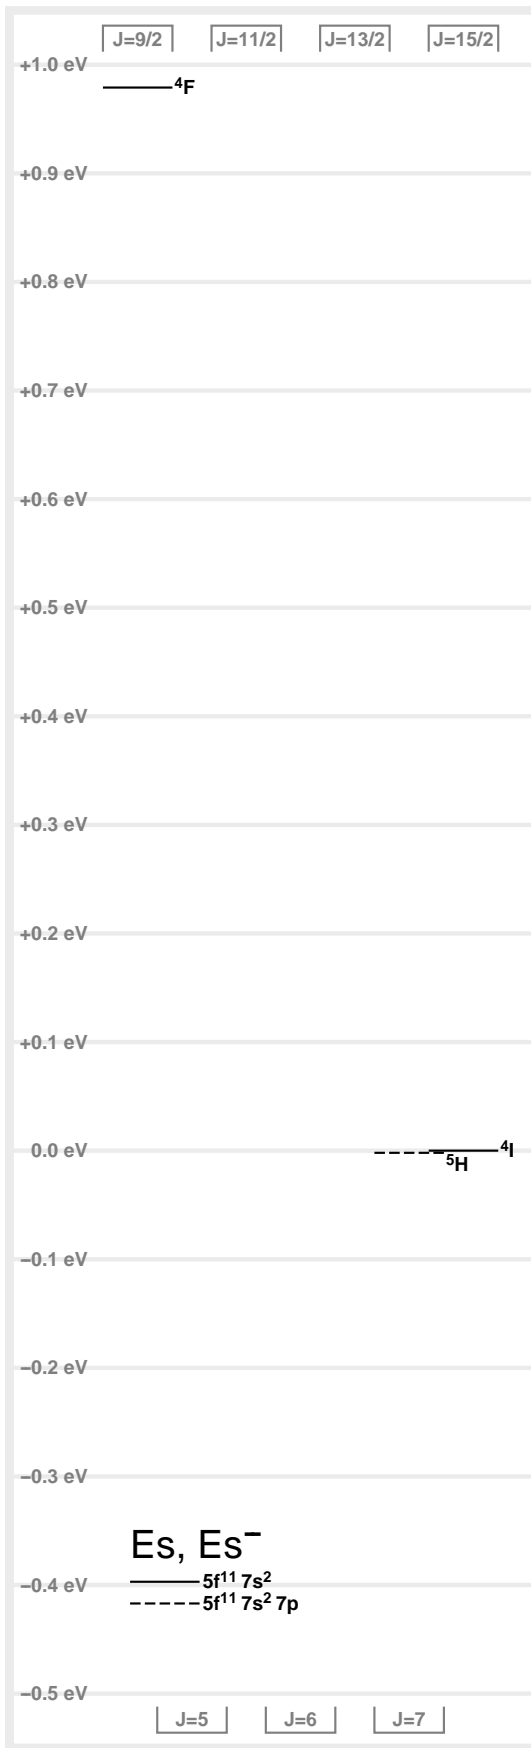 J=9/2 J=11/2 J=13/2 J=15/2
+1.0 eV
⁴F
+0.9 eV
+0.8 eV
+0.7 eV
+0.6 eV
+0.5 eV
+0.4 eV
+0.3 eV
+0.2 eV
+0.1 eV
0.0 eV ⁴I
⁵H
−0.1 eV
−0.2 eV
−0.3 eV
Es, Es⁻
−0.4 eV 5f¹¹ 7s²
5f¹¹ 7s² 7p
−0.5 eV
J=5 J=6 J=7